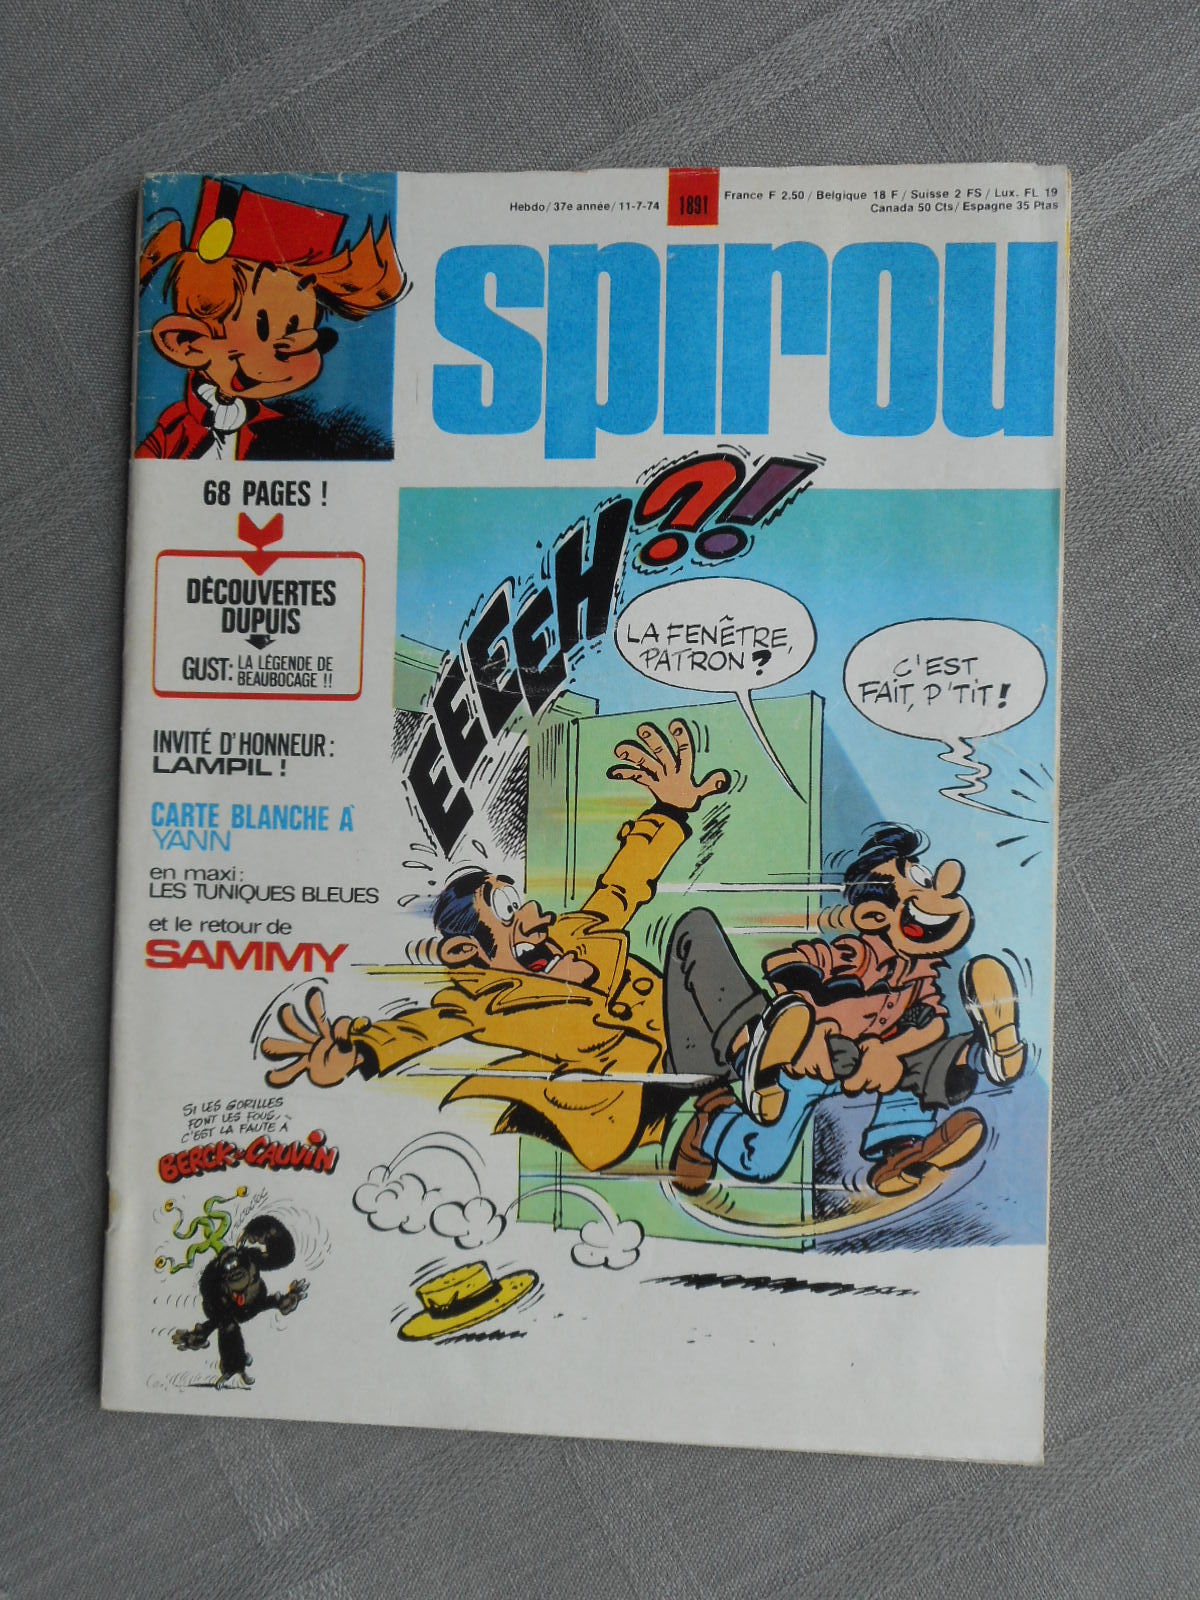 Hebdo/37e année/11-7-74
1891
France F 2,50/Belgique 18 F/Suisse 2 FS/Lux. FL 19
Canada 50 Cts/Espagne 35 Ptas
spirou
68 PAGES !
DÉCOUVERTES
DUPUIS
GUST: LA LÉGENDE DE
BEAUBOCAGE !!
INVITÉ D'HONNEUR :
LAMPIL !
CARTE BLANCHE À
YANN
en maxi:
LES TUNIQUES BLEUES
et le retour de
SAMMY
SI LES GORILLES
FONT LES FOUS,
C'EST LA FAUTE À
BERCK & CAUVIN
EEEEEH?!
LA FENÊTRE,
PATRON?
C'EST
FAIT, P'TIT!